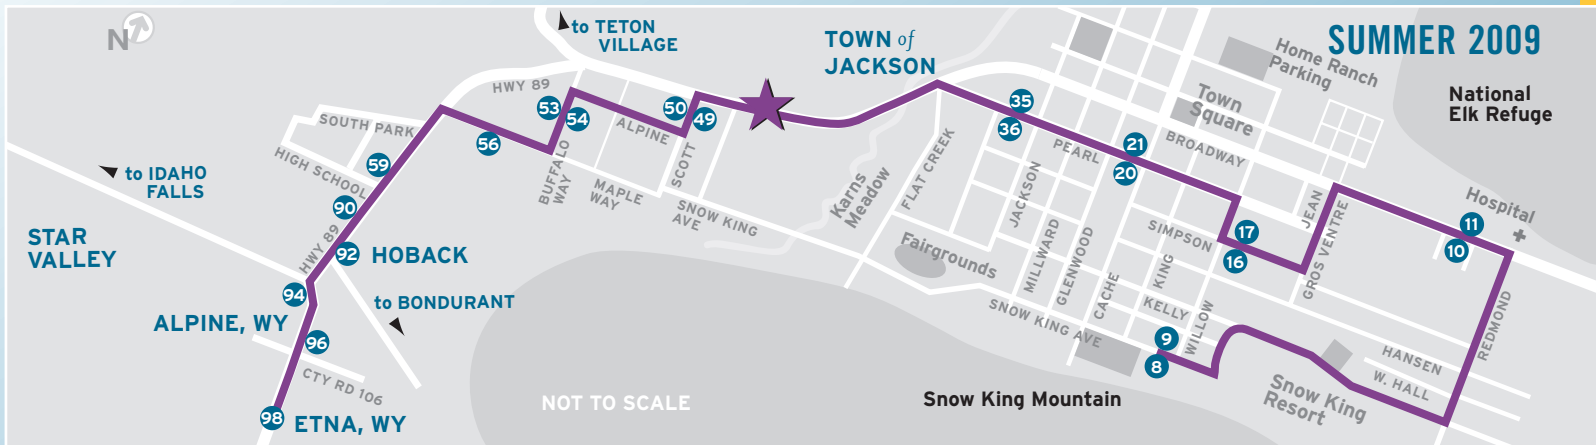 N
to TETON
VILLAGE
TOWN of
JACKSON
SUMMER 2009
Home Ranch
Parking
National
Elk Refuge
HWY 89
53
54
50
49
35
36
Town
Square
SOUTH PARK
56
ALPINE
PEARL
21
20
BROADWAY
59
HIGH SCHOOL
BUFFALO
WAY
SCOTT
MAPLE
WAY
SNOW KING
AVE
Karns
Meadow
FLAT CREEK
JACKSON
to IDAHO
FALLS
90
JEAN
GROS VENTRE
Hospital
11
10
STAR
VALLEY
HWY 89
92
HOBACK
Fairgrounds
MILLWARD
GLENWOOD
SIMPSON
17
16
CACHE
KING
94
to BONDURANT
SNOW KING AVE
KELLY
WILLOW
REDMOND
ALPINE, WY
96
9
8
HANSEN
W. HALL
CTY RD 106
NOT TO SCALE
Snow King Mountain
Snow King
Resort
98
ETNA, WY